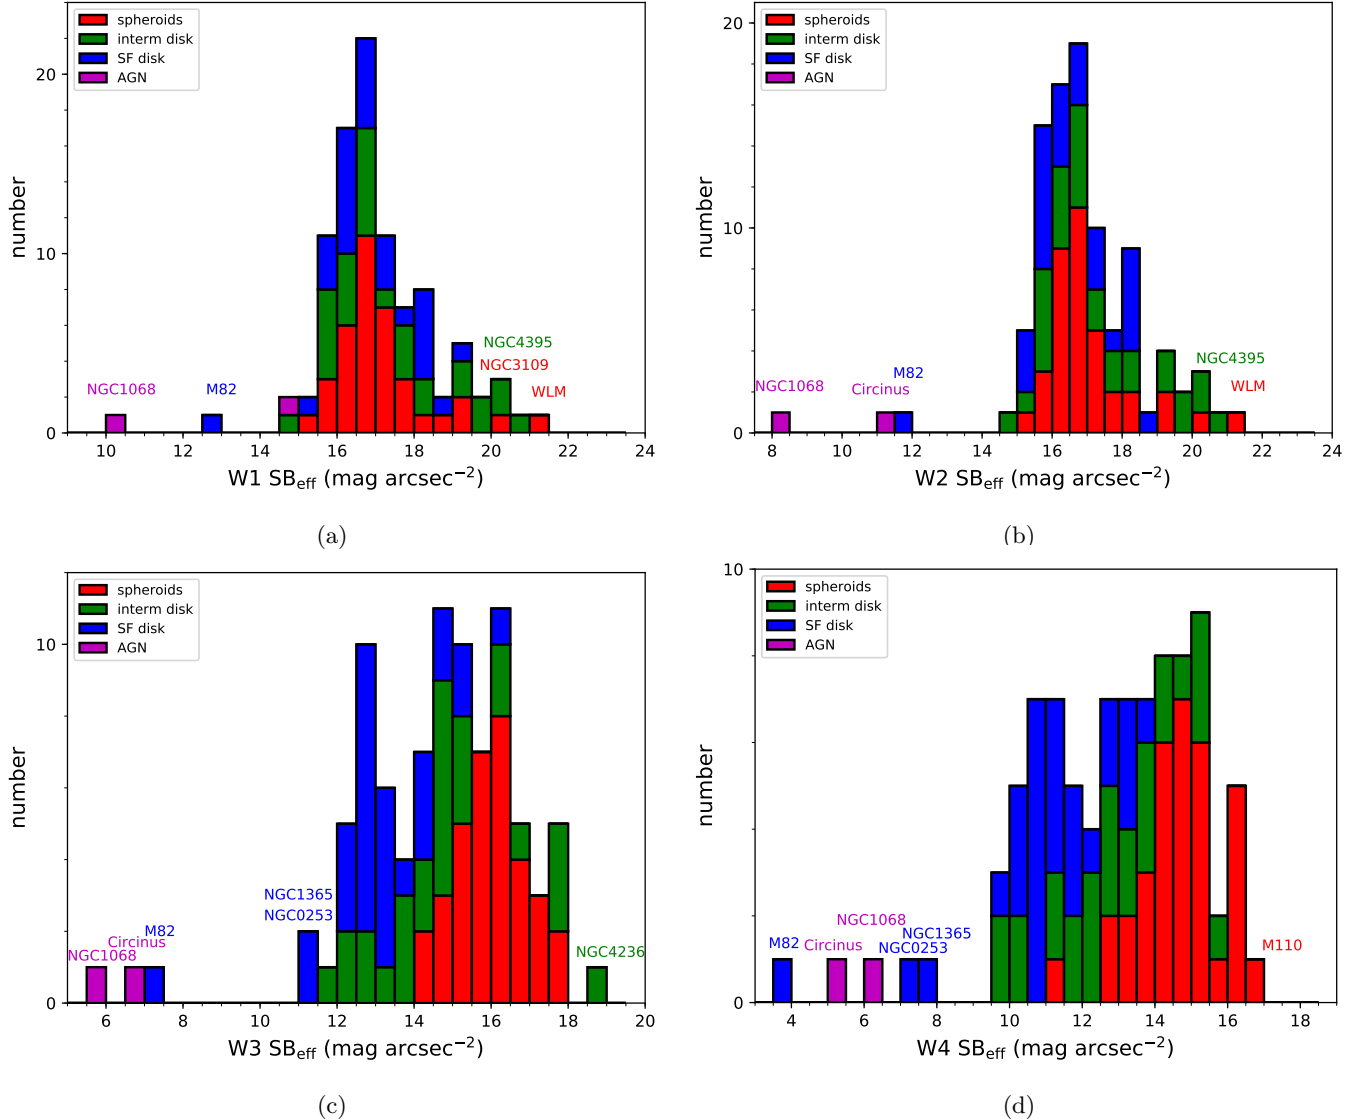 spheroids
interm disk
SF disk
AGN
20
10
0
number
NGC1068
M82
NGC4395
NGC3109
WLM
10 12 14 16 18 20 22 24
W1 SB_eff (mag arcsec⁻²)
(a)
spheroids
interm disk
SF disk
AGN
20
10
0
number
NGC1068
Circinus
M82
NGC4395
WLM
8 10 12 14 16 18 20 22 24
W2 SB_eff (mag arcsec⁻²)
(b)
spheroids
interm disk
SF disk
AGN
10
0
number
NGC1068
Circinus
M82
NGC1365
NGC0253
NGC4236
6 8 10 12 14 16 18 20
W3 SB_eff (mag arcsec⁻²)
(c)
spheroids
interm disk
SF disk
AGN
10
0
number
M82
Circinus
NGC1068
NGC1365
NGC0253
M110
4 6 8 10 12 14 16 18
W4 SB_eff (mag arcsec⁻²)
(d)